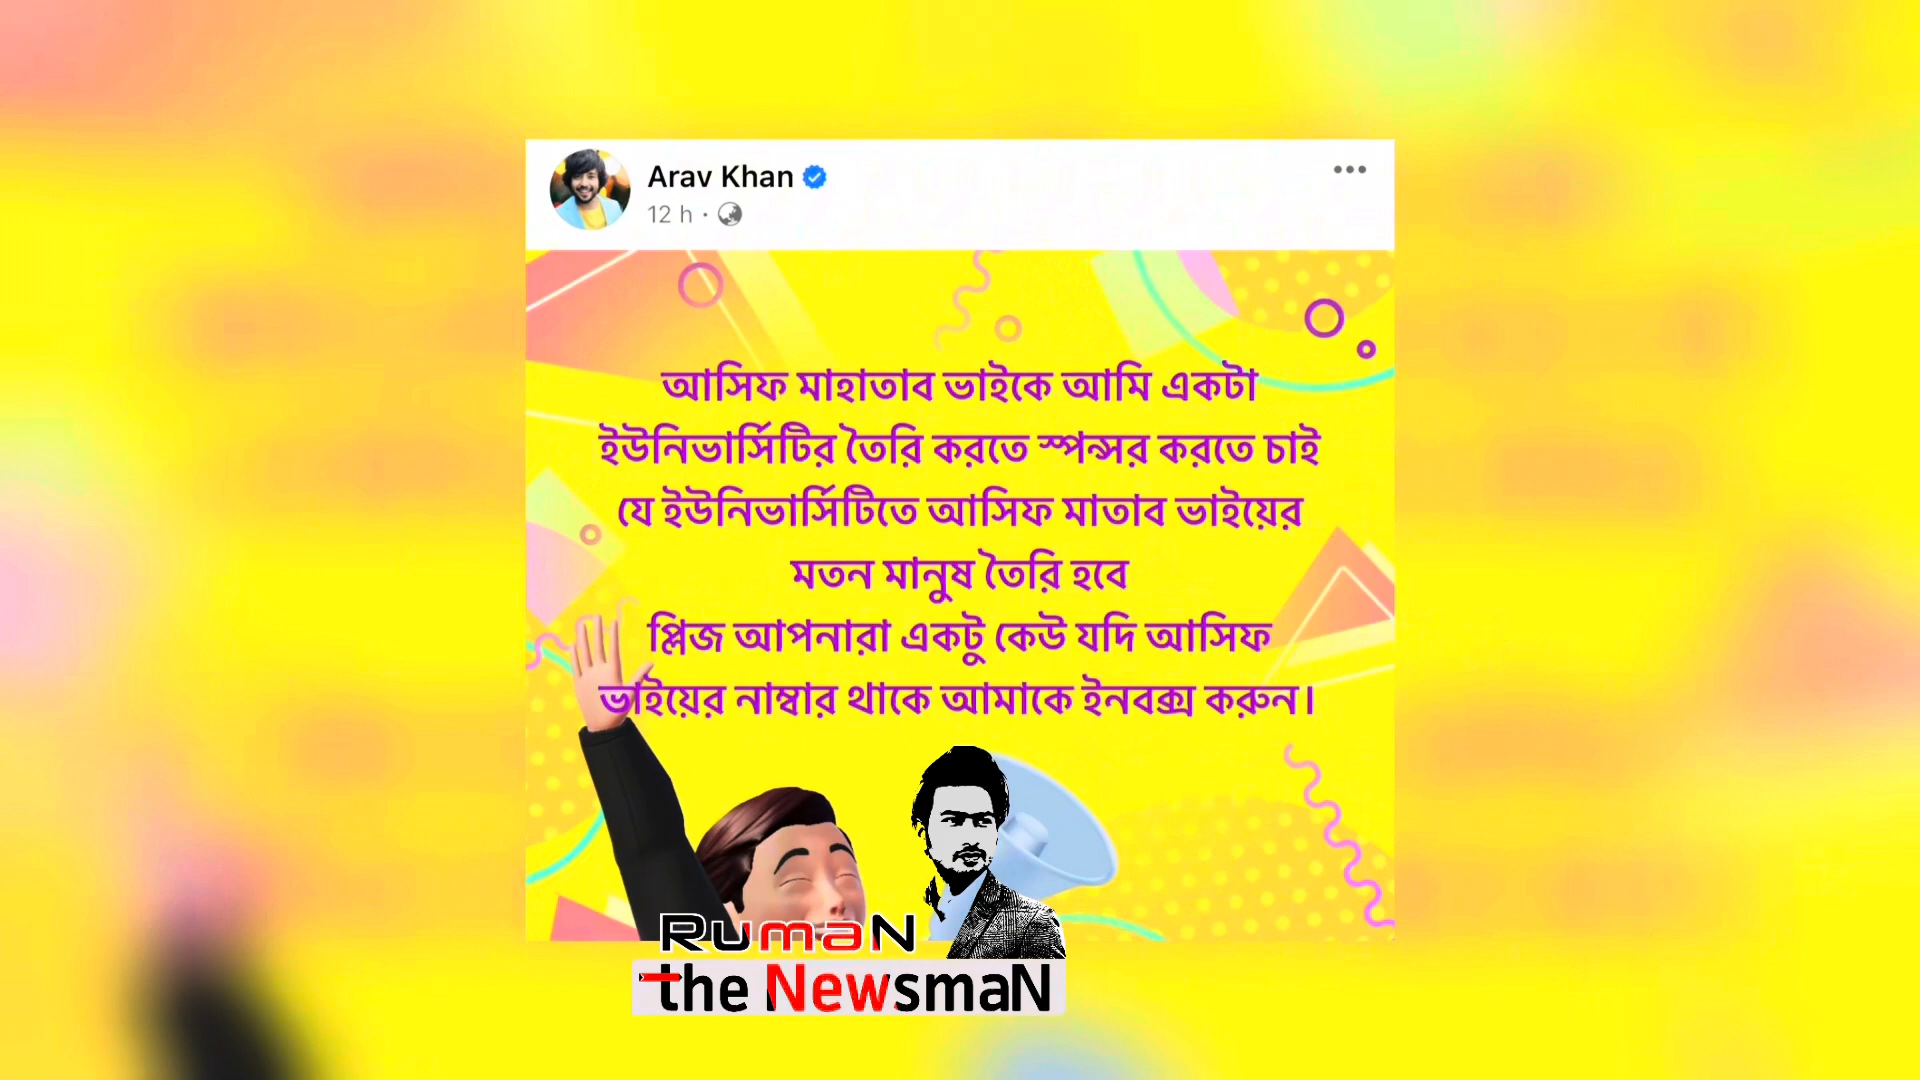 Arav Khan
12 h ·
আসিফ মাহাতাব ভাইকে আমি একটা
ইউনিভার্সিটির তৈরি করতে স্পন্সর করতে চাই
যে ইউনিভার্সিটিতে আসিফ মাতাব ভাইয়ের
মতন মানুষ তৈরি হবে
প্লিজ আপনারা একটু কেউ যদি আসিফ
ভাইয়ের নাম্বার থাকে আমাকে ইনবক্স করুন।
RumaN
the NewsmaN